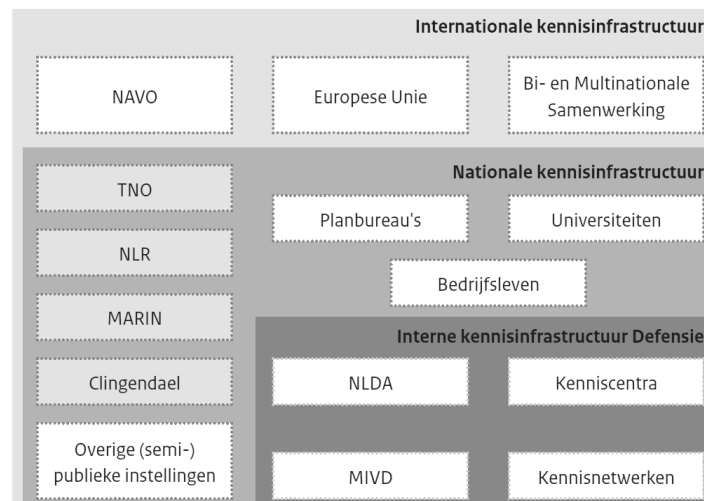 Internationale kennisinfrastructuur
NAVO
Europese Unie
Bi- en Multinationale
Samenwerking
Nationale kennisinfrastructuur
TNO
NLR
MARIN
Clingendael
Overige (semi-)
publieke instellingen
Planbureau's
Universiteiten
Bedrijfsleven
Interne kennisinfrastructuur Defensie
NLDA
Kenniscentra
MIVD
Kennisnetwerken